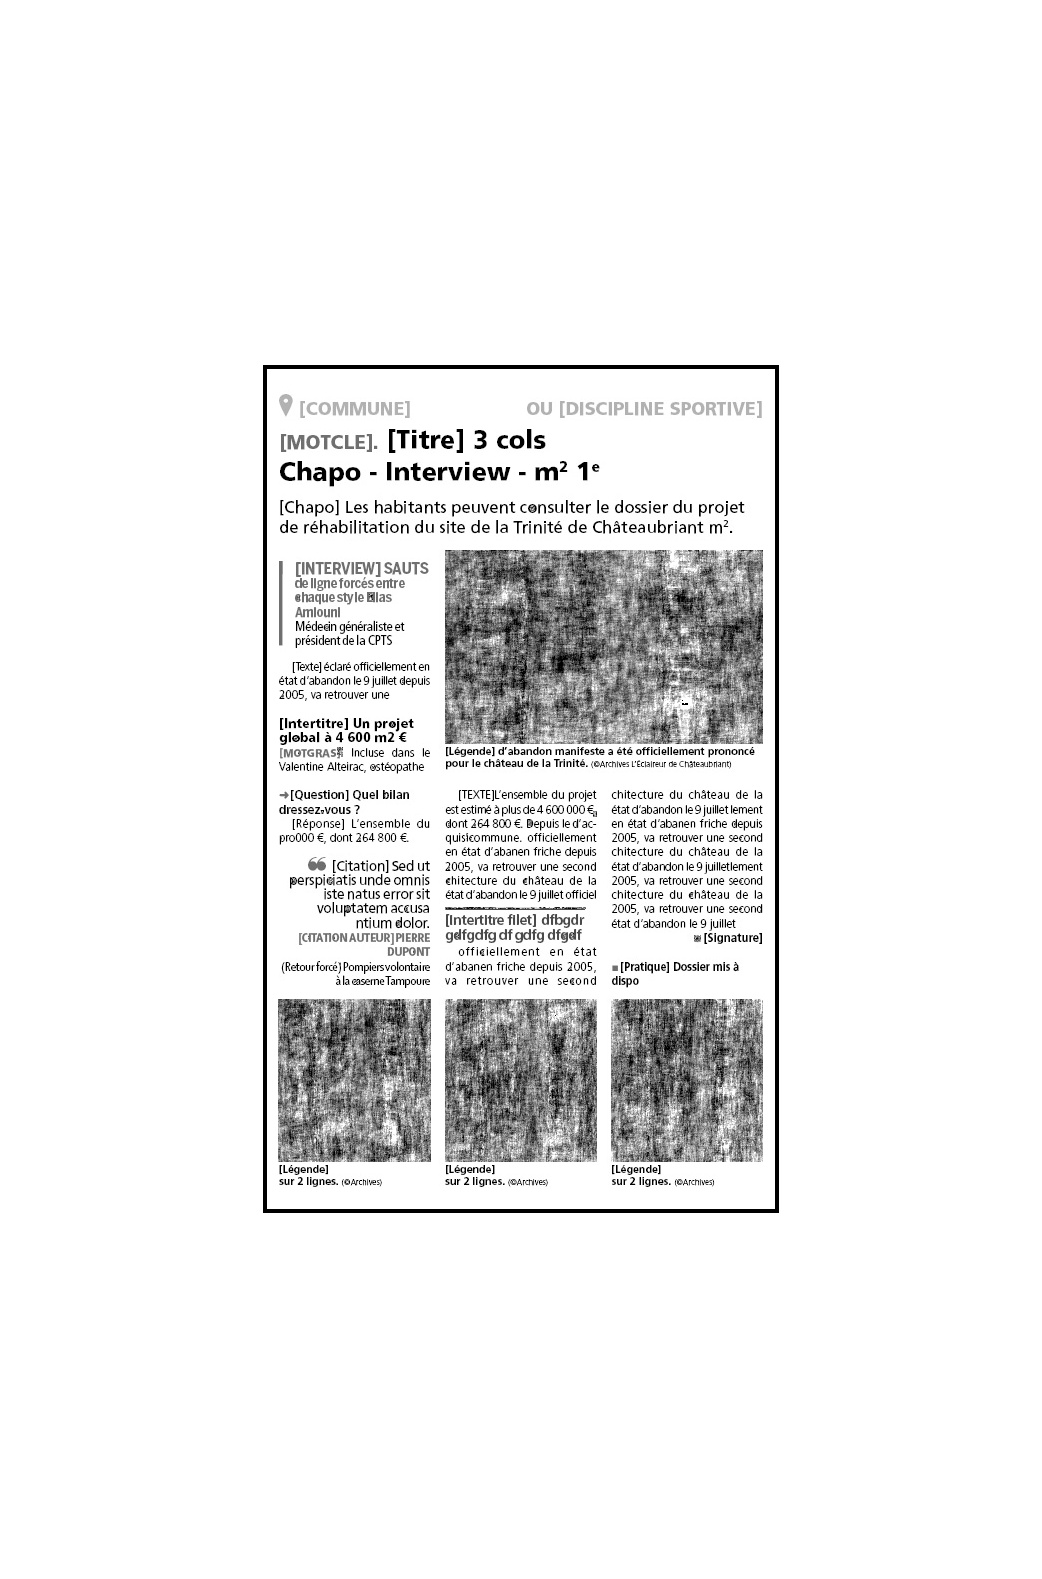 [COMMUNE] OU [DISCIPLINE SPORTIVE]
[MOTCLE]. [Titre] 3 cols
Chapo - Interview - m² 1ᵉ
[Chapo] Les habitants peuvent consulter le dossier du projet
de réhabilitation du site de la Trinité de Châteaubriant m².
[INTERVIEW] SAUTS
de ligne forcés entre
chaque style Elias
Amiouni
Médecin généraliste et
président de la CPTS
[Texte] éclaré officiellement en
état d’abandon le 9 juillet depuis
2005, va retrouver une
[Intertitre] Un projet
global à 4 600 m2 €
[MOTGRAS] Incluse dans le
Valentine Alteirac, ostéopathe
➜[Question] Quel bilan
dressez-vous ?
[Réponse] L’ensemble du
pro000 €, dont 264 800 €.
❝ [Citation] Sed ut
perspiciatis unde omnis
iste natus error sit
voluptatem accusa
ntium dolor.
[CITATION AUTEUR] PIERRE
DUPONT
(Retour forcé) Pompiers volontaire
à la caserne Tampoure
[Légende] d’abandon manifeste a été officiellement prononcé
pour le château de la Trinité. (©Archives L’Éclaireur de Châteaubriant)
[TEXTE]L’ensemble du projet
est estimé à plus de 4 600 000 €,
dont 264 800 €. Depuis le d’ac-
quisicommune. officiellement
en état d’abanen friche depuis
2005, va retrouver une second
chitecture du château de la
état d’abandon le 9 juillet officiel
[Intertitre filet] dfbgdr
gdfgdfg df gdfg dfgdf
officiellement en état
d’abanen friche depuis 2005,
va retrouver une second
chitecture du château de la
état d’abandon le 9 juillet lement
en état d’abanen friche depuis
2005, va retrouver une second
chitecture du château de la
état d’abandon le 9 juilletlement
2005, va retrouver une second
chitecture du château de la
2005, va retrouver une second
état d’abandon le 9 juillet
[Signature]
■ [Pratique] Dossier mis à
dispo
[Légende]
sur 2 lignes. (©Archives)
[Légende]
sur 2 lignes. (©Archives)
[Légende]
sur 2 lignes. (©Archives)